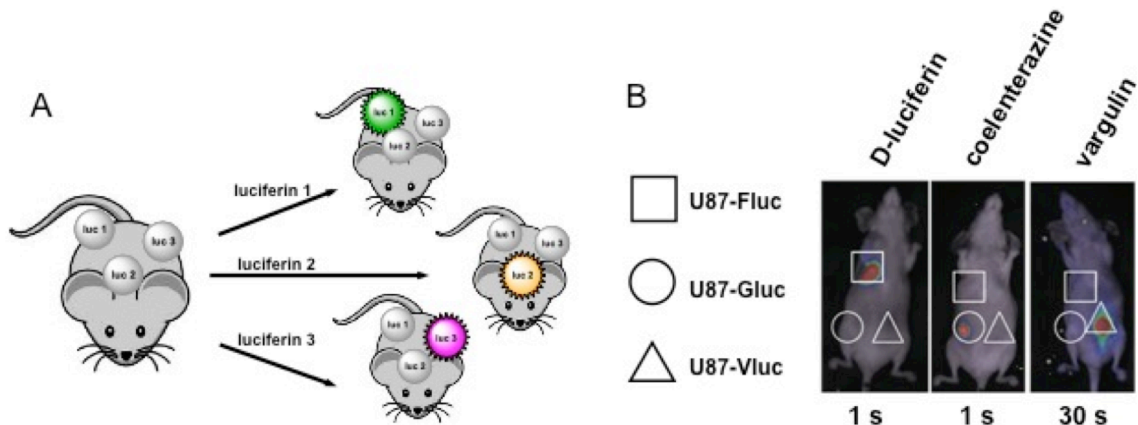 A
luc 1
luc 3
luc 2
luciferin 1
luciferin 2
luciferin 3
luc 1
luc 3
luc 2
luc 1
luc 3
luc 2
luc 1
luc 3
luc 2
B
D-luciferin
coelenterazine
vargulin
U87-Fluc
U87-Gluc
U87-Vluc
1 s
1 s
30 s